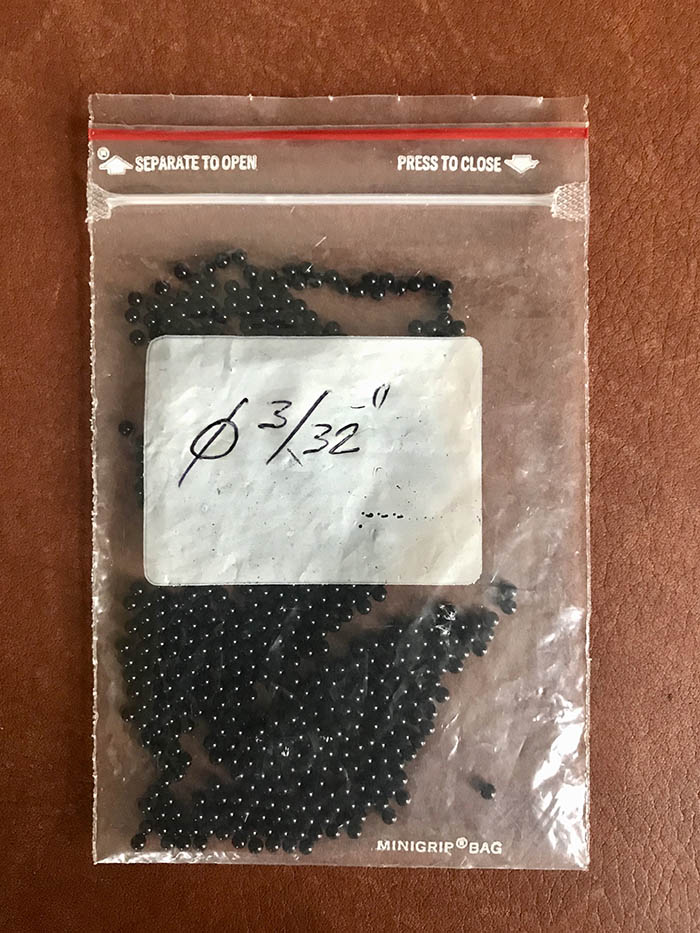 ® SEPARATE TO OPEN PRESS TO CLOSE
Ø 3/32"
MINIGRIP® BAG